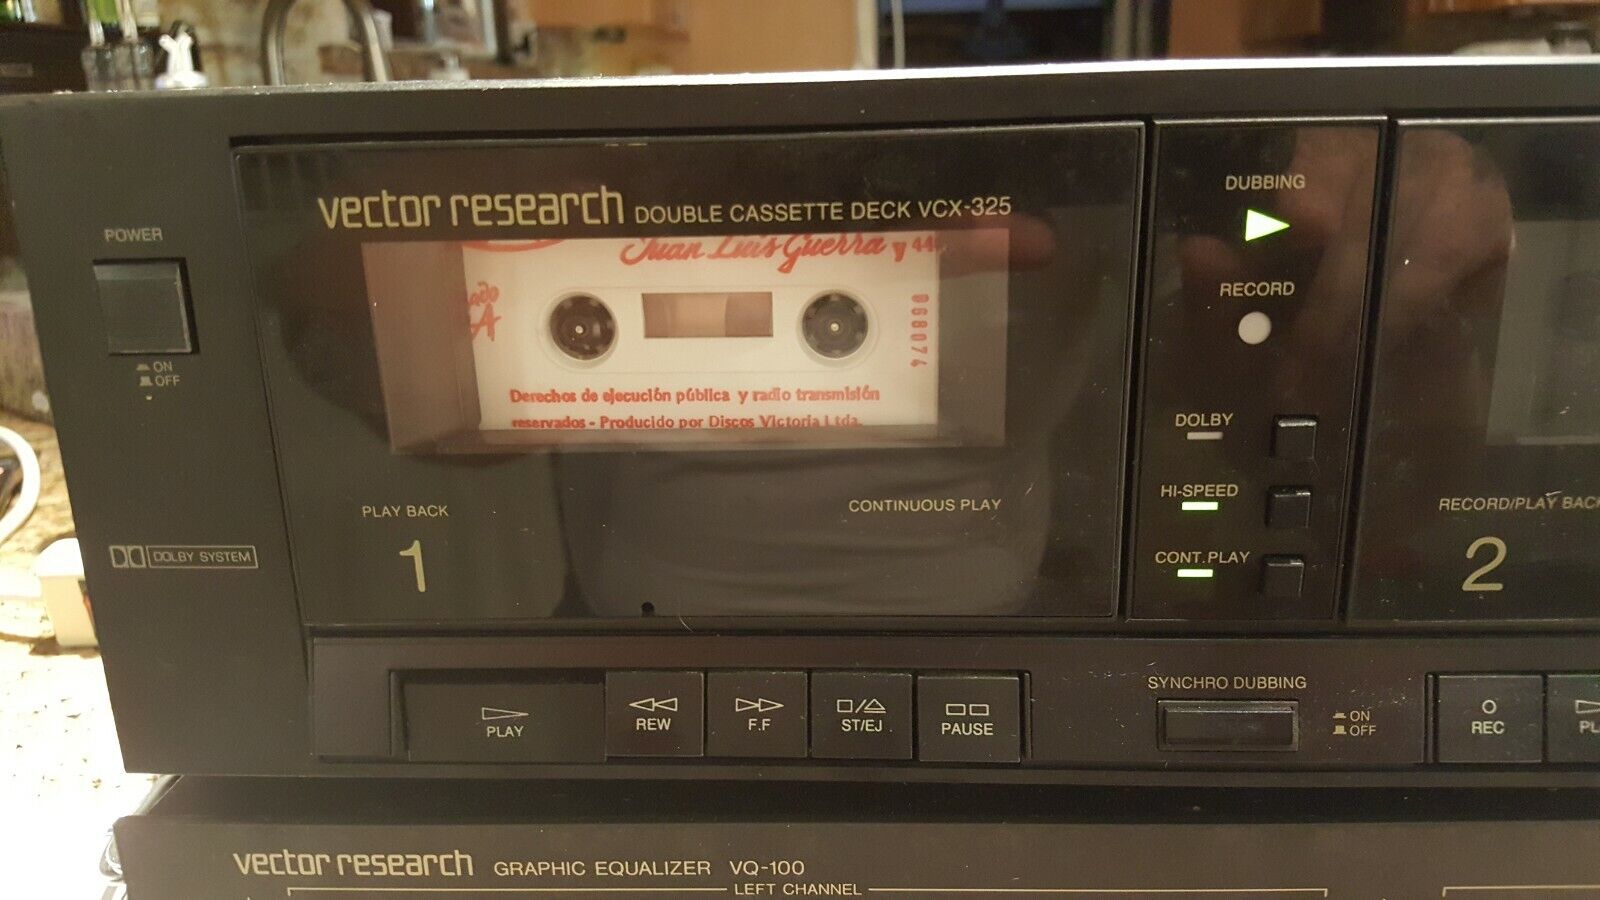 vector research DOUBLE CASSETTE DECK VCX-325
POWER
ON
OFF
DOLBY SYSTEM
Juan Luis Guerra y 44
A
068074
Derechos de ejecución pública y radio transmisión
reservados - Producido por Discos Victoria Ltda.
PLAY BACK
1
CONTINUOUS PLAY
DUBBING
RECORD
DOLBY
HI-SPEED
CONT. PLAY
RECORD/PLAY BACK
2
PLAY
REW
F.F
ST/EJ
PAUSE
SYNCHRO DUBBING
ON
OFF
REC
PL
vector research GRAPHIC EQUALIZER VQ-100
LEFT CHANNEL